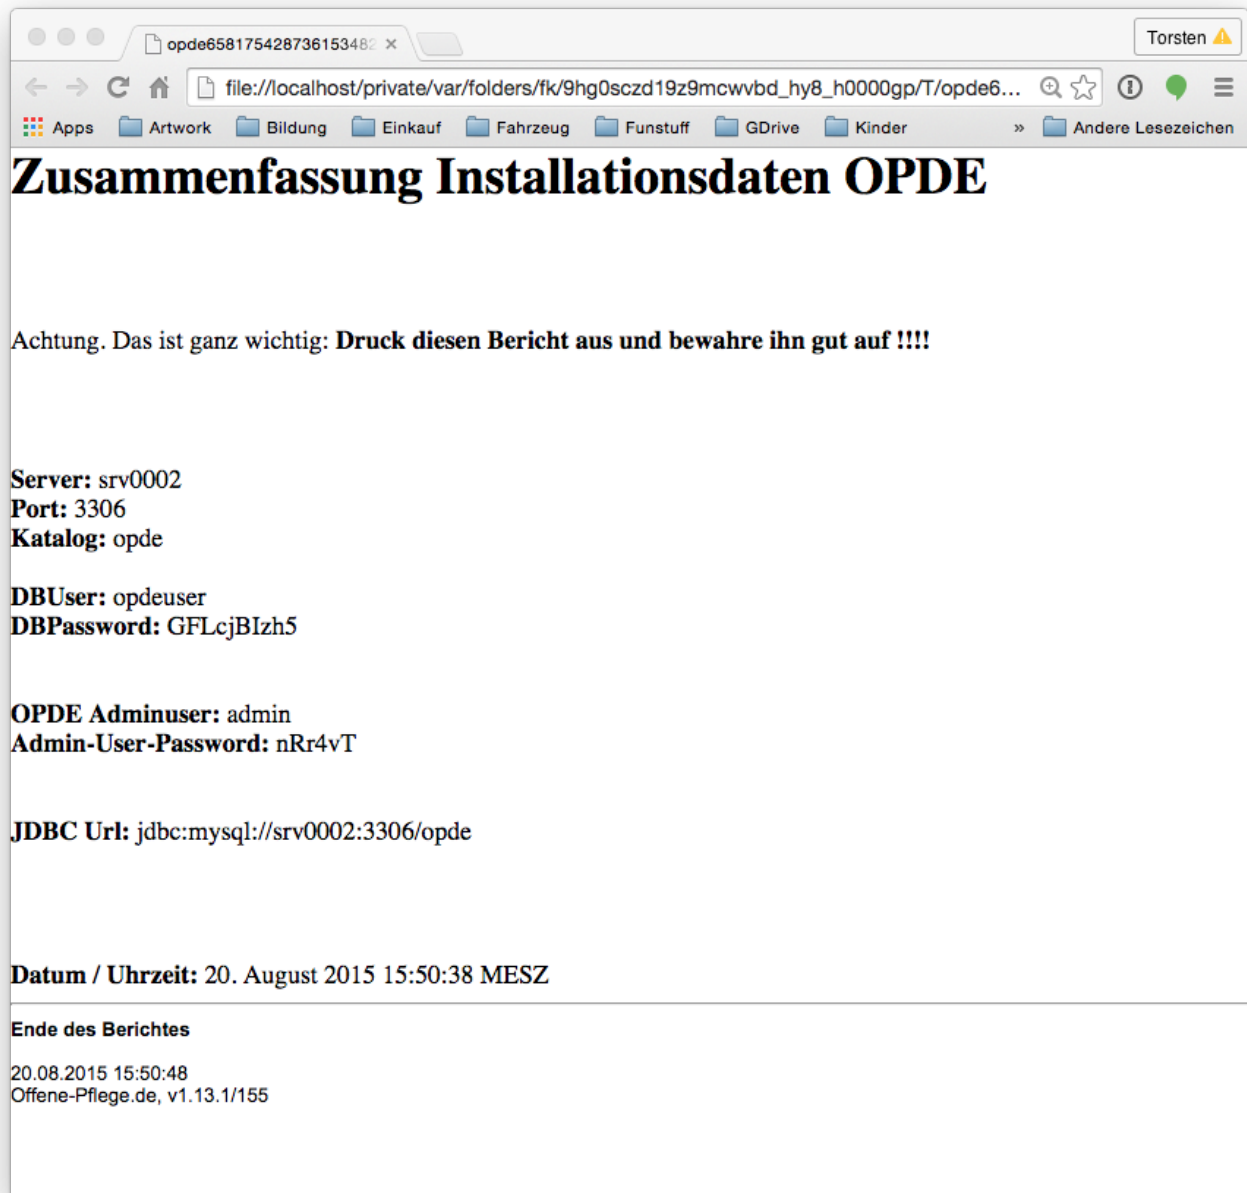 opde658175428736153482
Torsten
file://localhost/private/var/folders/fk/9hg0sczd19z9mcwvbd_hy8_h0000gp/T/opde6...
Apps Artwork Bildung Einkauf Fahrzeug Funstuff GDrive Kinder » Andere Lesezeichen
Zusammenfassung Installationsdaten OPDE
Achtung. Das ist ganz wichtig: Druck diesen Bericht aus und bewahre ihn gut auf !!!!
Server: srv0002
Port: 3306
Katalog: opde
DBUser: opdeuser
DBPassword: GFLcjBIzh5
OPDE Adminuser: admin
Admin-User-Password: nRr4vT
JDBC Url: jdbc:mysql://srv0002:3306/opde
Datum / Uhrzeit: 20. August 2015 15:50:38 MESZ
Ende des Berichtes
20.08.2015 15:50:48
Offene-Pflege.de, v1.13.1/155